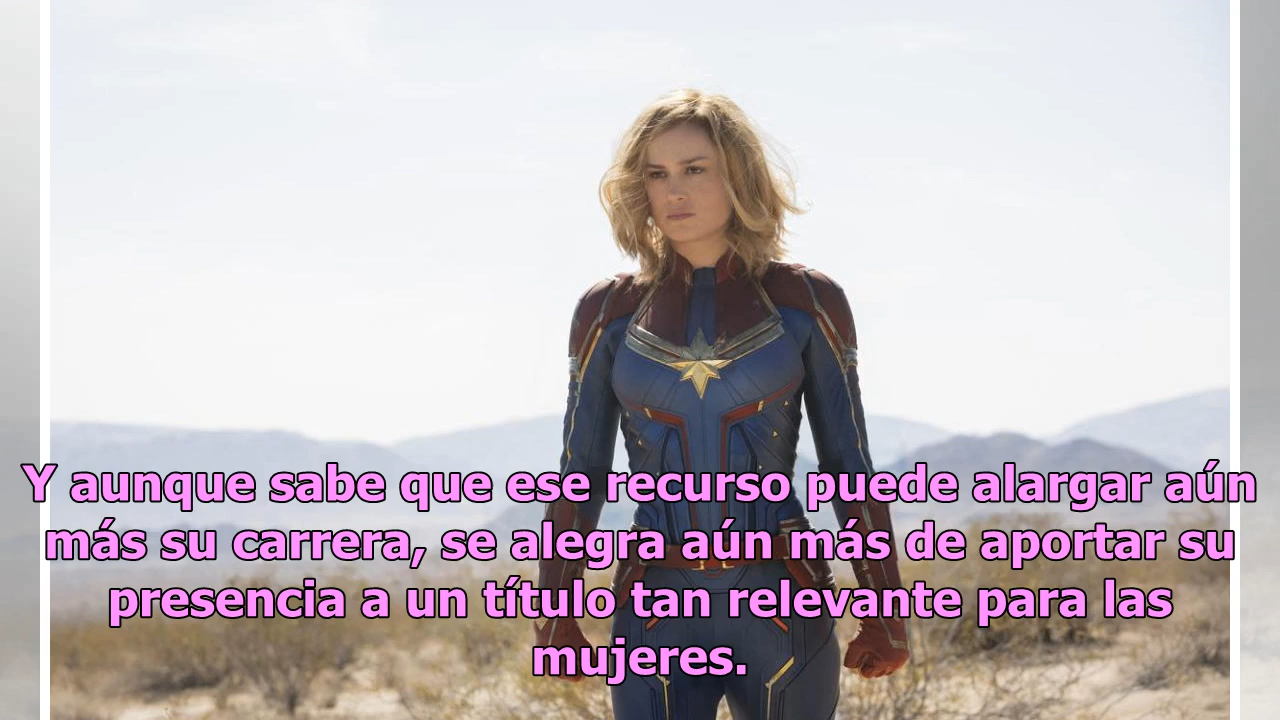 Y aunque sabe que ese recurso puede alargar aún
más su carrera, se alegra aún más de aportar su
presencia a un título tan relevante para las
mujeres.